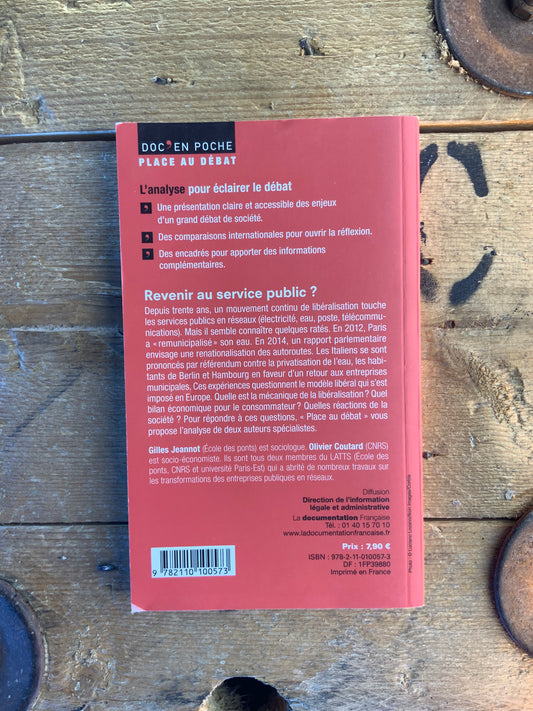 DOC'EN POCHE
PLACE AU DÉBAT
L'analyse pour éclairer le débat
Une présentation claire et accessible des enjeux
d'un grand débat de société.
Des comparaisons internationales pour ouvrir la réflexion.
Des encadrés pour apporter des informations
complémentaires.
Revenir au service public ?
Depuis trente ans, un mouvement continu de libéralisation touche
les services publics en réseaux (électricité, eau, poste, télécommu-
nications). Mais il semble connaître quelques ratés. En 2012, Paris
a « remunicipalisé » son eau. En 2014, un rapport parlementaire
envisage une renationalisation des autoroutes. Les Italiens se sont
prononcés par référendum contre la privatisation de l'eau, les habi-
tants de Berlin et Hambourg en faveur d'un retour aux entreprises
municipales. Ces expériences questionnent le modèle libéral qui s'est
imposé en Europe. Quelle est la mécanique de la libéralisation ? Quel
bilan économique pour le consommateur ? Quelles réactions de la
société ? Pour répondre à ces questions, « Place au débat » vous
propose l'analyse de deux auteurs spécialistes.
Gilles Jeannot (École des ponts) est sociologue. Olivier Coutard (CNRS)
est socio-économiste. Ils sont tous deux membres du LATTS (École des
ponts, CNRS et université Paris-Est) qui a abrité de nombreux travaux sur
les transformations des entreprises publiques en réseau.
Diffusion
Direction de l'information
légale et administrative
La documentation Française
Tél. : 01 40 15 70 10
www.ladocumentationfrancaise.fr
Prix : 7,90 €
ISBN : 978-2-11-010057-3
DF : 1FP39880
Imprimé en France
9 782110 100573
Photo : © Luciano Lozano/Ikon Images/Corbis